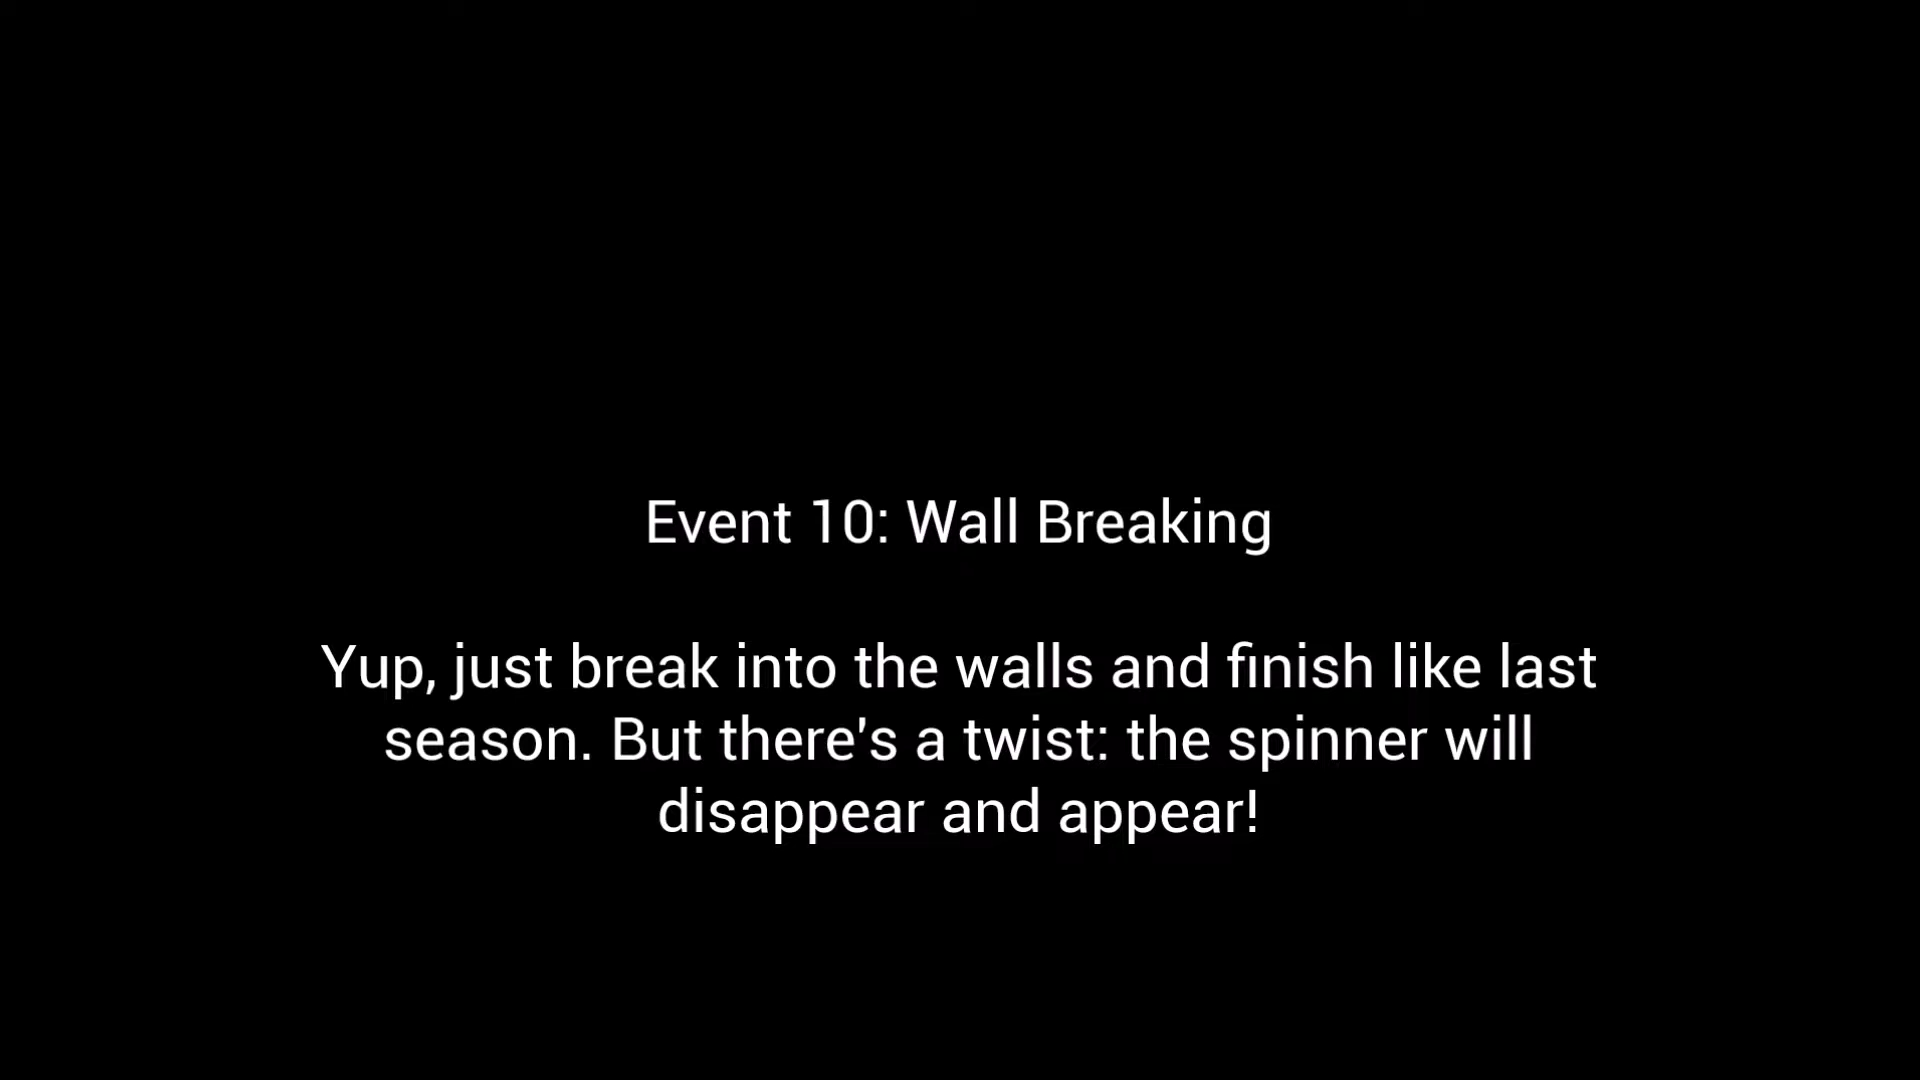 Event 10: Wall Breaking
Yup, just break into the walls and finish like last
season. But there's a twist: the spinner will
disappear and appear!